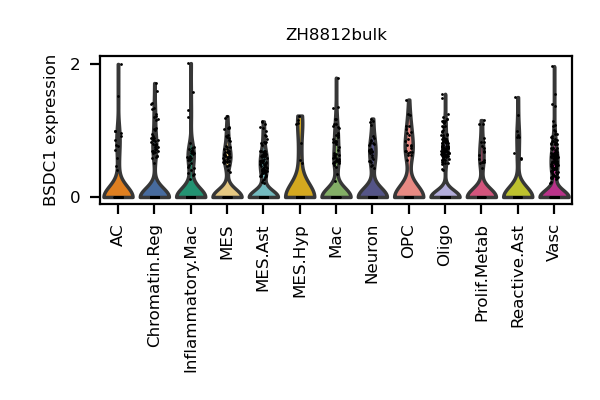 ZH8812bulk
BSDC1 expression
2
0
AC
Chromatin.Reg
Inflammatory.Mac
MES
MES.Ast
MES.Hyp
Mac
Neuron
OPC
Oligo
Prolif.Metab
Reactive.Ast
Vasc